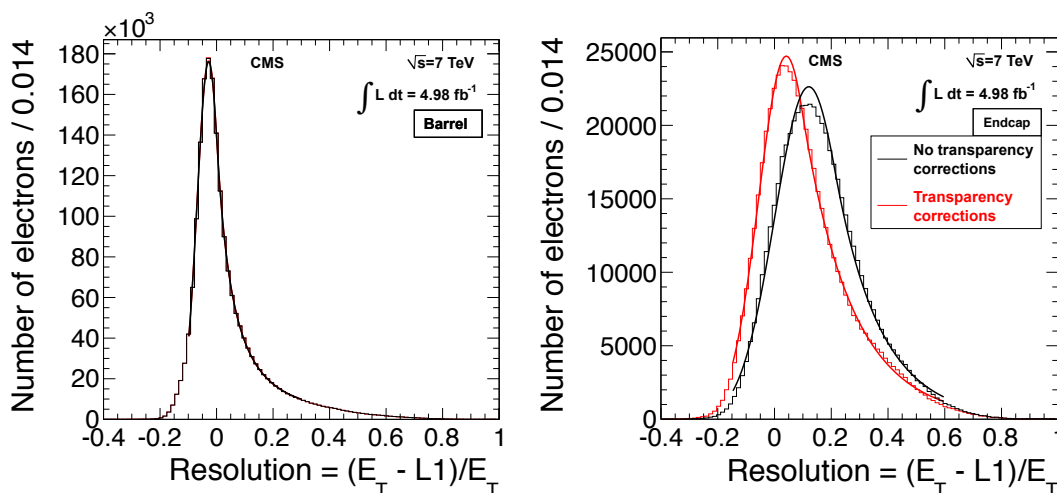 ×10³
180
160
140
120
100
80
60
40
20
0
-0.4 -0.2 0 0.2 0.4 0.6 0.8 1
Number of electrons / 0.014
Resolution = (E_T - L1)/E_T
CMS
√s=7 TeV
∫ L dt = 4.98 fb⁻¹
Barrel
25000
20000
15000
10000
5000
0
-0.4 -0.2 0 0.2 0.4 0.6 0.8 1
Number of electrons / 0.014
Resolution = (E_T - L1)/E_T
CMS
√s=7 TeV
∫ L dt = 4.98 fb⁻¹
Endcap
No transparency
corrections
Transparency
corrections